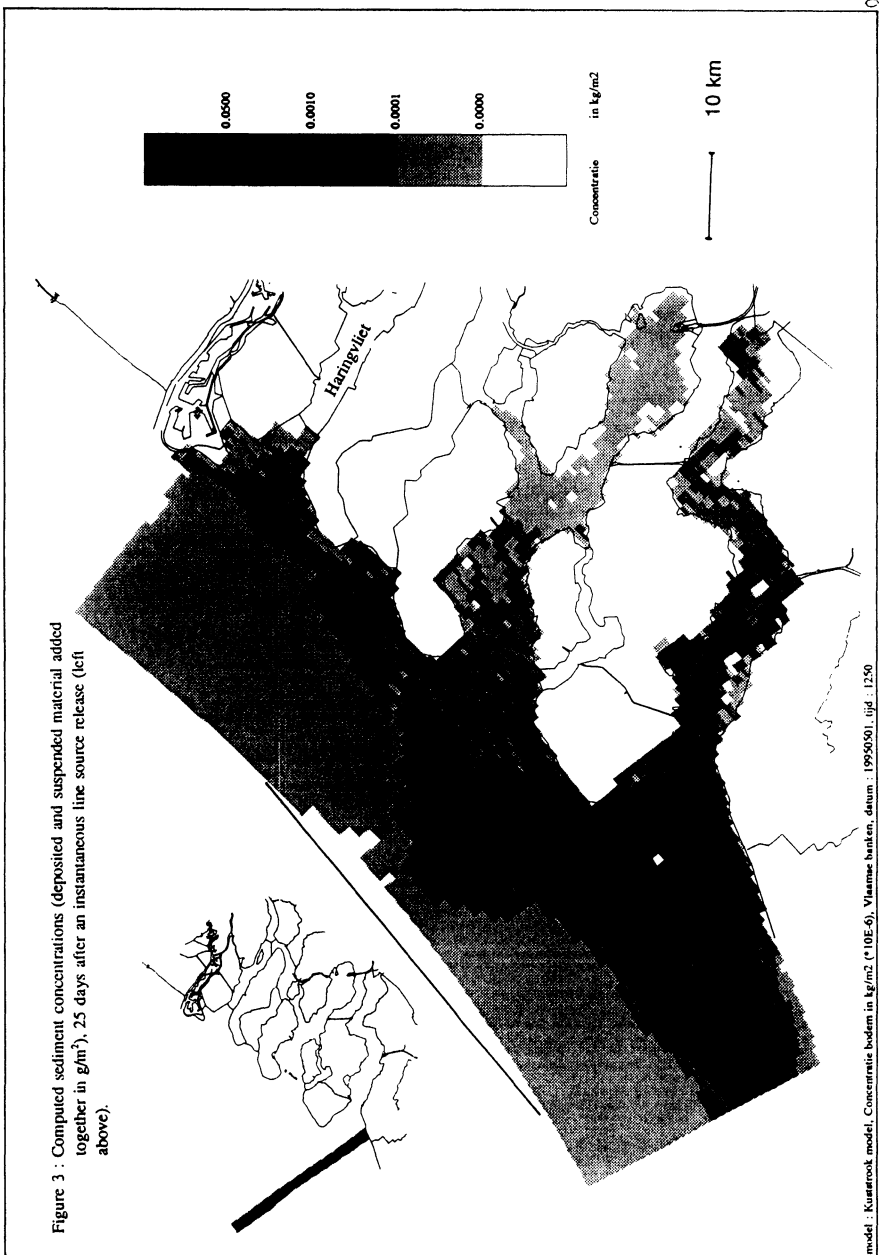 Figure 3 : Computed sediment concentrations (deposited and suspended material added
together in g/m²), 25 days after an instantaneous line source release (left
above).
0.0500
0.0010
0.0001
0.0000
Concentratie in kg/m2
10 km
Haringvliet
model : Kuststrook model, Concentratie bodem in kg/m2 (*10E-6), Vlaamse banken, datum : 19950501, tijd : 1250